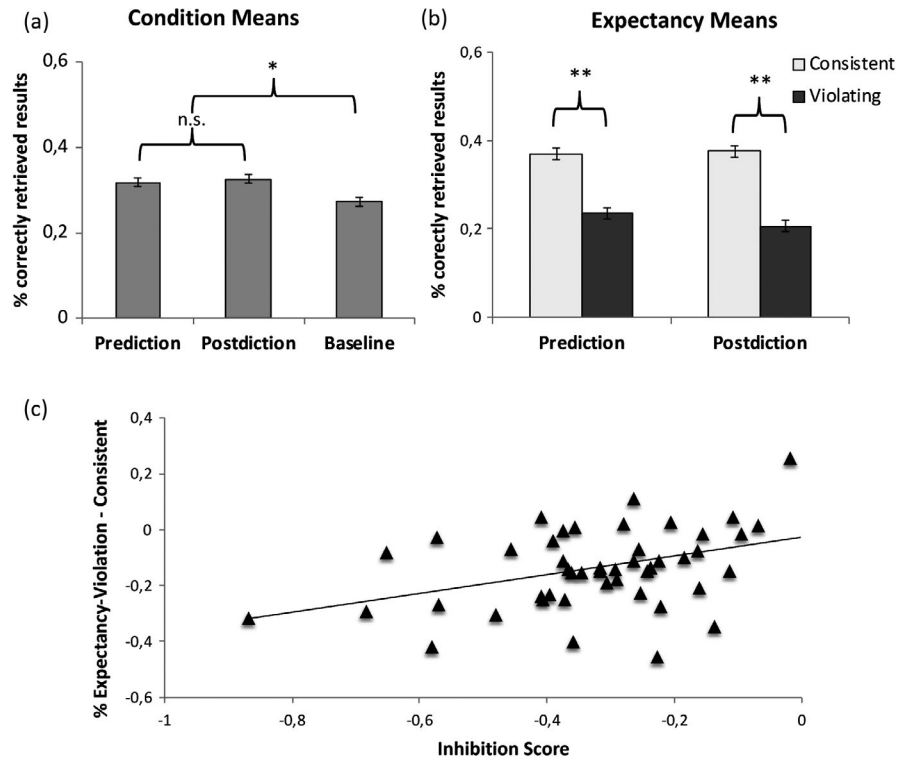 (a)
Condition Means
% correctly retrieved results
0,6
0,4
0,2
0
*
n.s.
Prediction
Postdiction
Baseline
(b)
Expectancy Means
% corectly retrieved results
0,6
0,4
0,2
0
**
**
Consistent
Violating
Prediction
Postdiction
(c)
% Expectancy-Violation - Consistent
0,4
0,2
0
-0,2
-0,4
-0,6
-1
-0,8
-0,6
-0,4
-0,2
0
Inhibition Score